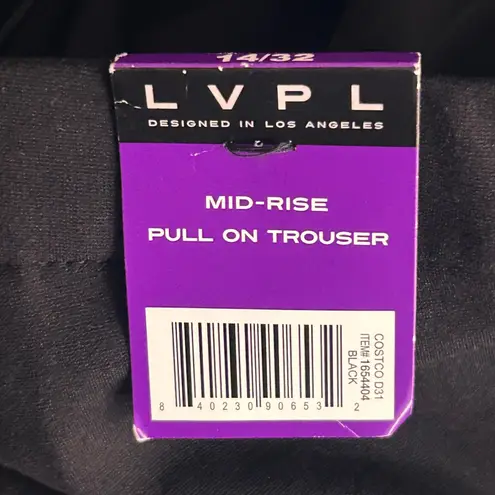 14/32
LVPL
DESIGNED IN LOS ANGELES
MID-RISE
PULL ON TROUSER
COSTCO D31
ITEM# 1654404
BLACK
8 40230 90653 2